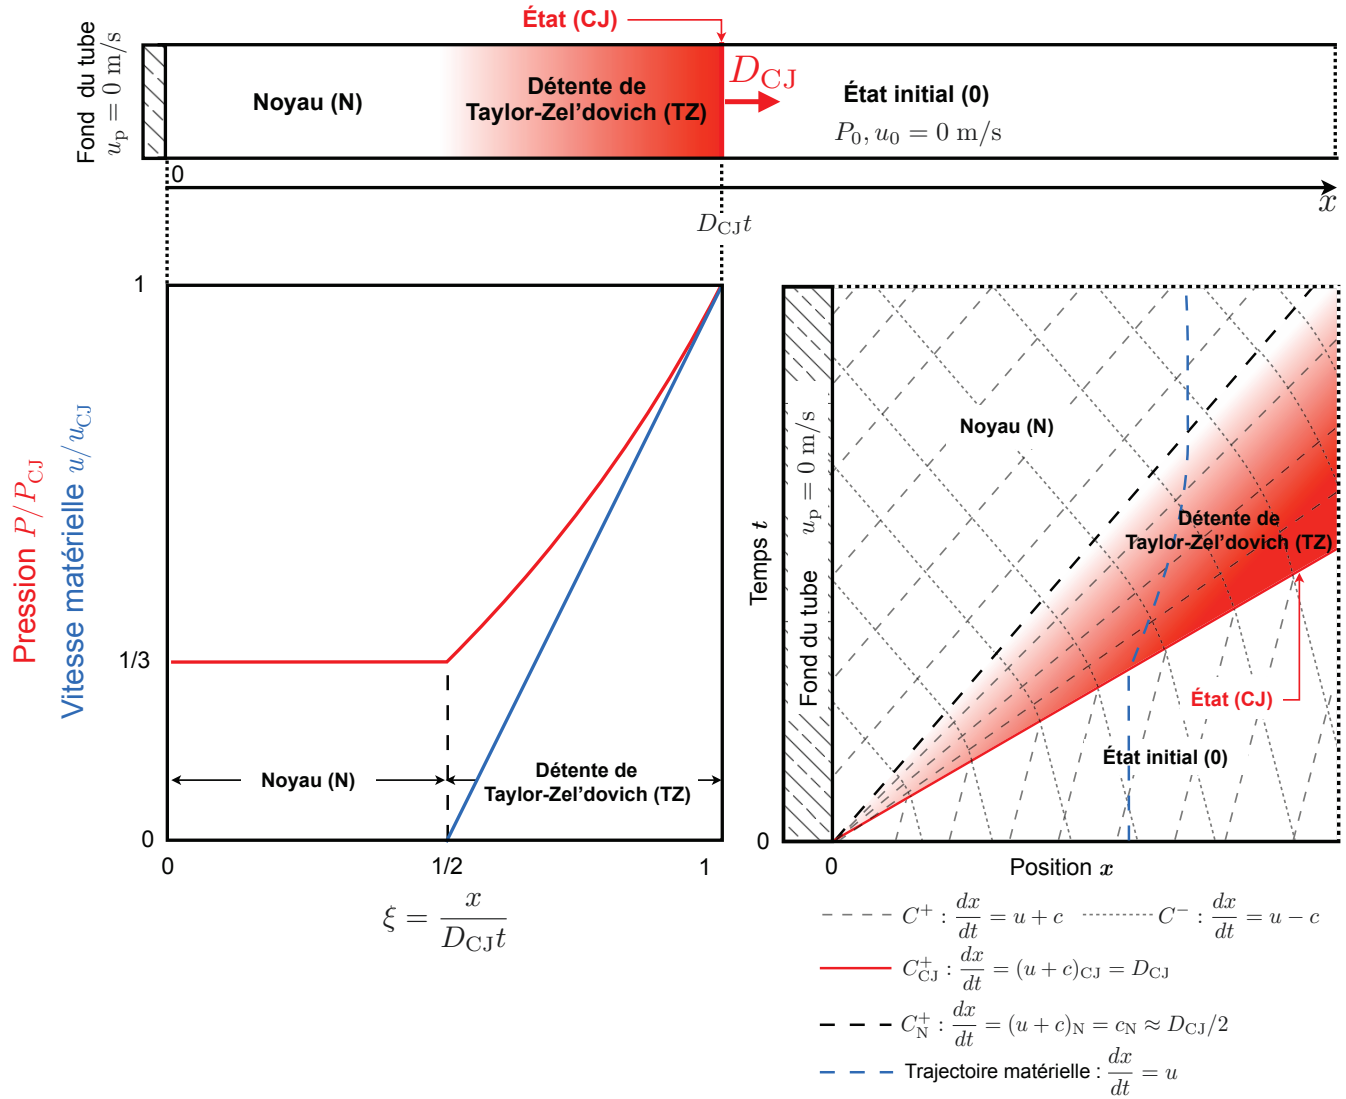 État (CJ)
Fond du tube
u_p = 0 m/s
Noyau (N)
Détente de
Taylor-Zel'dovich (TZ)
D_CJ
État initial (0)
P_0, u_0 = 0 m/s
0
x
D_CJ t
1
1/3
0
Pression P/P_CJ
Vitesse matérielle u/u_CJ
Noyau (N)
Détente de
Taylor-Zel'dovich (TZ)
0
1/2
1
ξ = x / D_CJ t
Temps t
Fond du tube u_p = 0 m/s
Noyau (N)
Détente de
Taylor-Zel'dovich (TZ)
État (CJ)
État initial (0)
0
0
Position x
C^+ : dx/dt = u + c
C^- : dx/dt = u − c
C^+_CJ : dx/dt = (u + c)_CJ = D_CJ
C^+_N : dx/dt = (u + c)_N = c_N ≈ D_CJ/2
Trajectoire matérielle : dx/dt = u